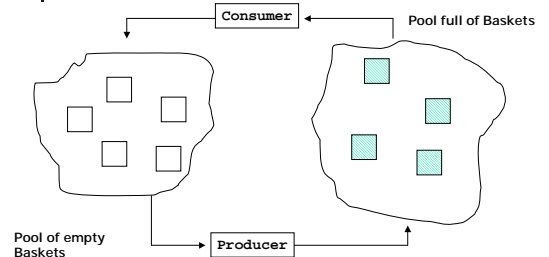 Consumer
Pool full of Baskets
Pool of empty
Baskets
Producer